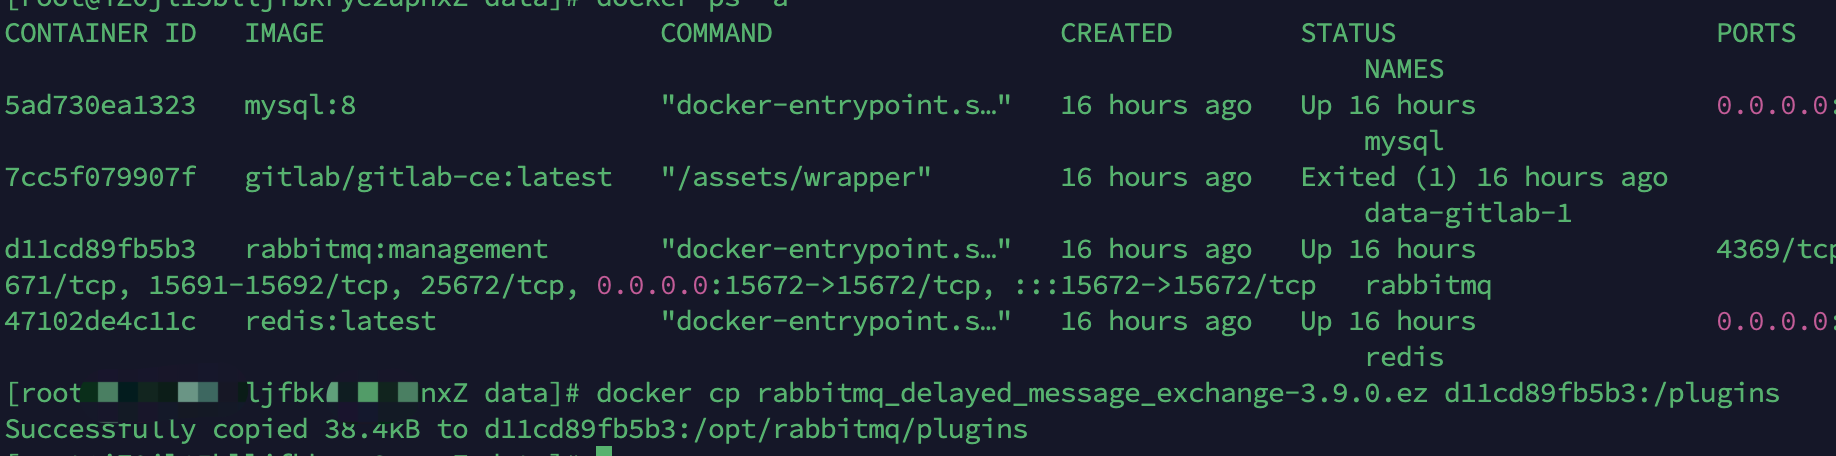 docker ps -a
CONTAINER ID   IMAGE                     COMMAND                  CREATED        STATUS                    PORTS
NAMES
5ad730ea1323   mysql:8                   "docker-entrypoint.s…"   16 hours ago   Up 16 hours               0.0.0.0:
mysql
7cc5f079907f   gitlab/gitlab-ce:latest   "/assets/wrapper"        16 hours ago   Exited (1) 16 hours ago
data-gitlab-1
d11cd89fb5b3   rabbitmq:management       "docker-entrypoint.s…"   16 hours ago   Up 16 hours               4369/tcp
671/tcp, 15691-15692/tcp, 25672/tcp, 0.0.0.0:15672->15672/tcp, :::15672->15672/tcp   rabbitmq
47102de4c11c   redis:latest              "docker-entrypoint.s…"   16 hours ago   Up 16 hours               0.0.0.0:
redis
[root ljfbk nxZ data]# docker cp rabbitmq_delayed_message_exchange-3.9.0.ez d11cd89fb5b3:/plugins
Successfully copied 38.4kB to d11cd89fb5b3:/opt/rabbitmq/plugins